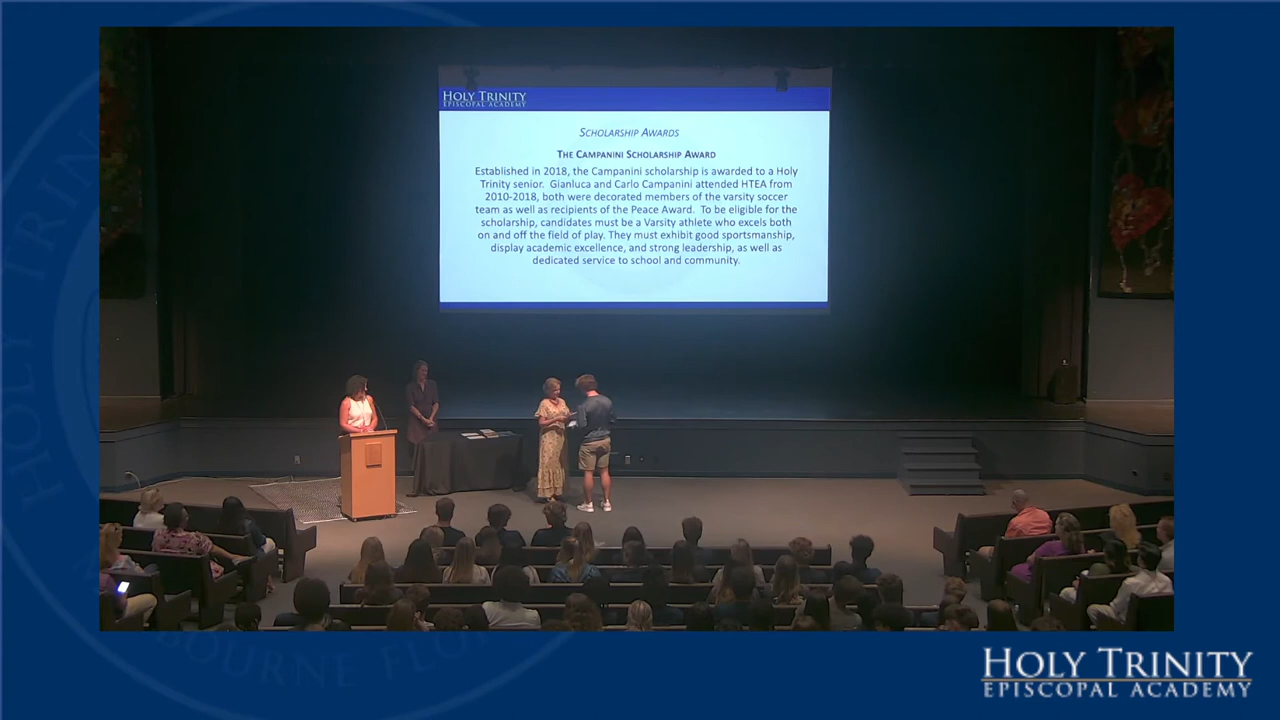 HOLY TRINITY
EPISCOPAL ACADEMY
SCHOLARSHIP AWARDS
THE CAMPANINI SCHOLARSHIP AWARD
Established in 2018, the Campanini scholarship is awarded to a Holy
Trinity senior. Gianluca and Carlo Campanini attended HTEA from
2010-2018, both were decorated members of the varsity soccer
team as well as recipients of the Peace Award. To be eligible for the
scholarship, candidates must be a Varsity athlete who excels both
on and off the field of play. They must exhibit good sportsmanship,
display academic excellence, and strong leadership, as well as
dedicated service to school and community.
HOLY TRINITY
EPISCOPAL ACADEMY